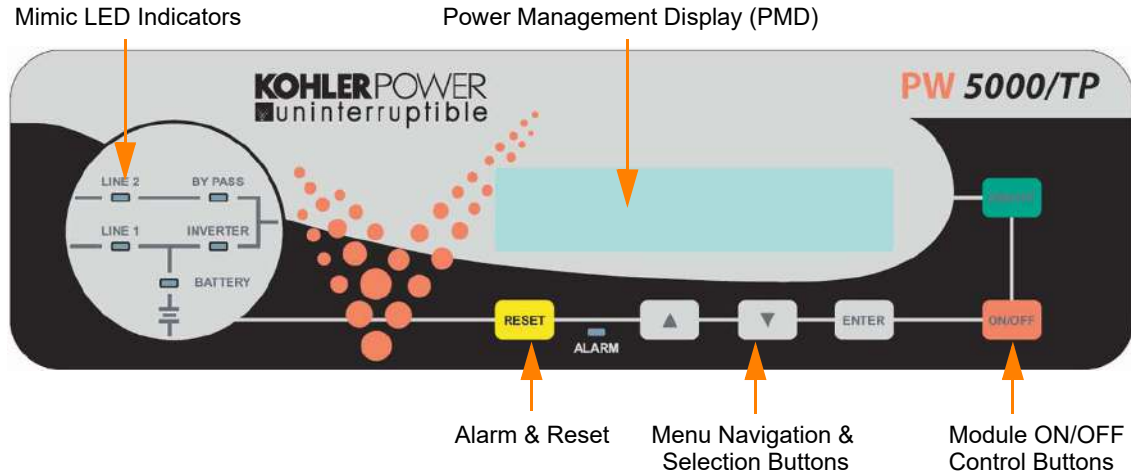 Mimic LED Indicators
Power Management Display (PMD)
KOHLERPOWER
uninterruptible
PW 5000/TP
LINE 2
BY PASS
LINE 1
INVERTER
BATTERY
RESET
ALARM
▲
▼
ENTER
ON/OFF
Alarm & Reset
Menu Navigation &
Selection Buttons
Module ON/OFF
Control Buttons